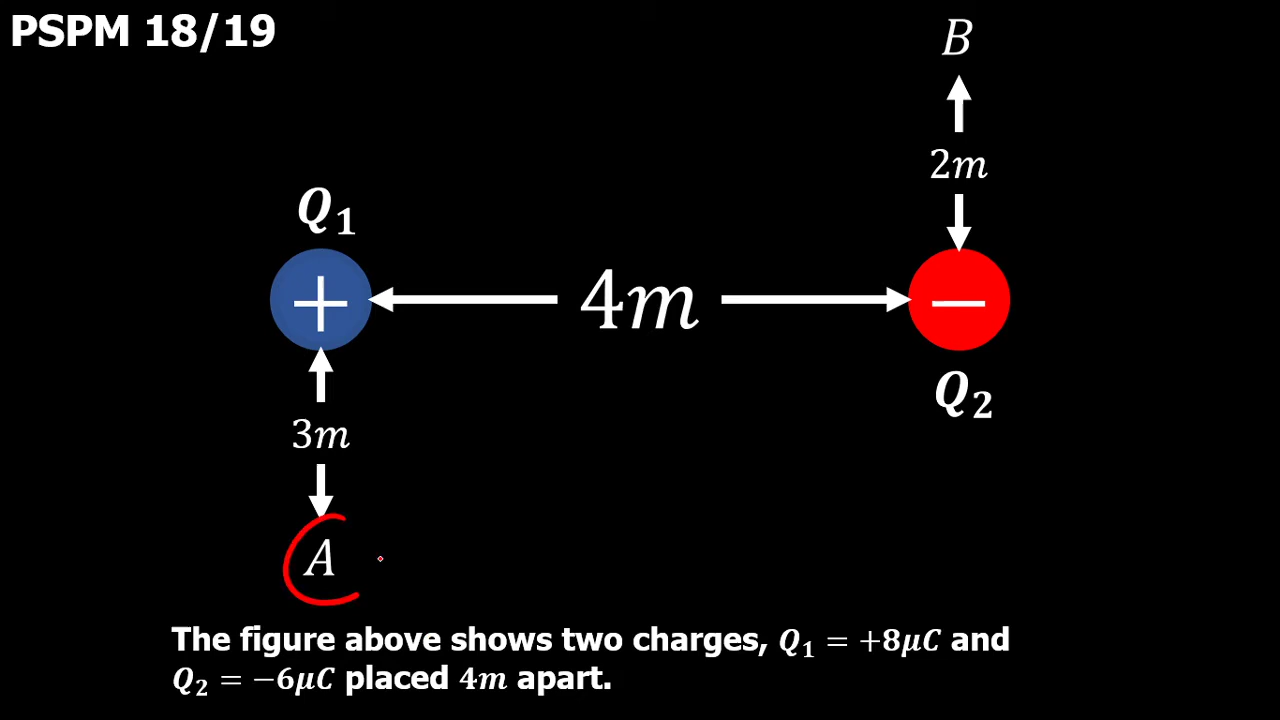 PSPM 18/19
B
2m
Q₁
+
4m
−
Q₂
3m
A
The figure above shows two charges, Q₁ = +8μC and
Q₂ = −6μC placed 4m apart.